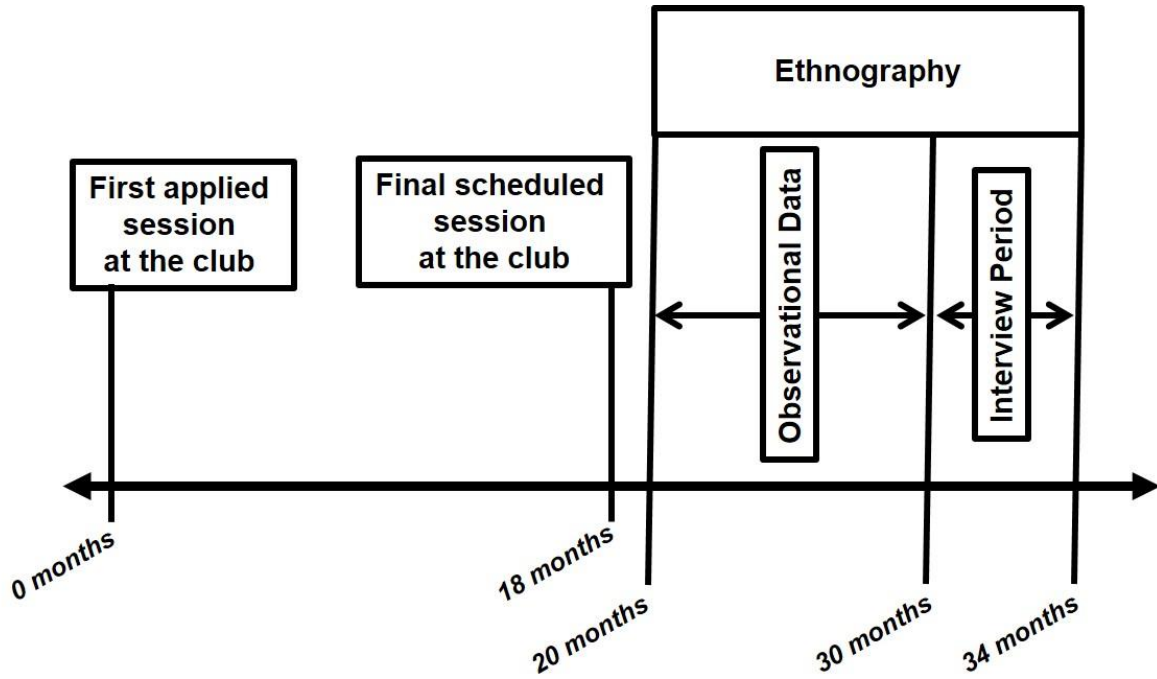 Ethnography
First applied
session
at the club
Final scheduled
session
at the club
Observational Data
Interview Period
0 months
18 months
20 months
30 months
34 months